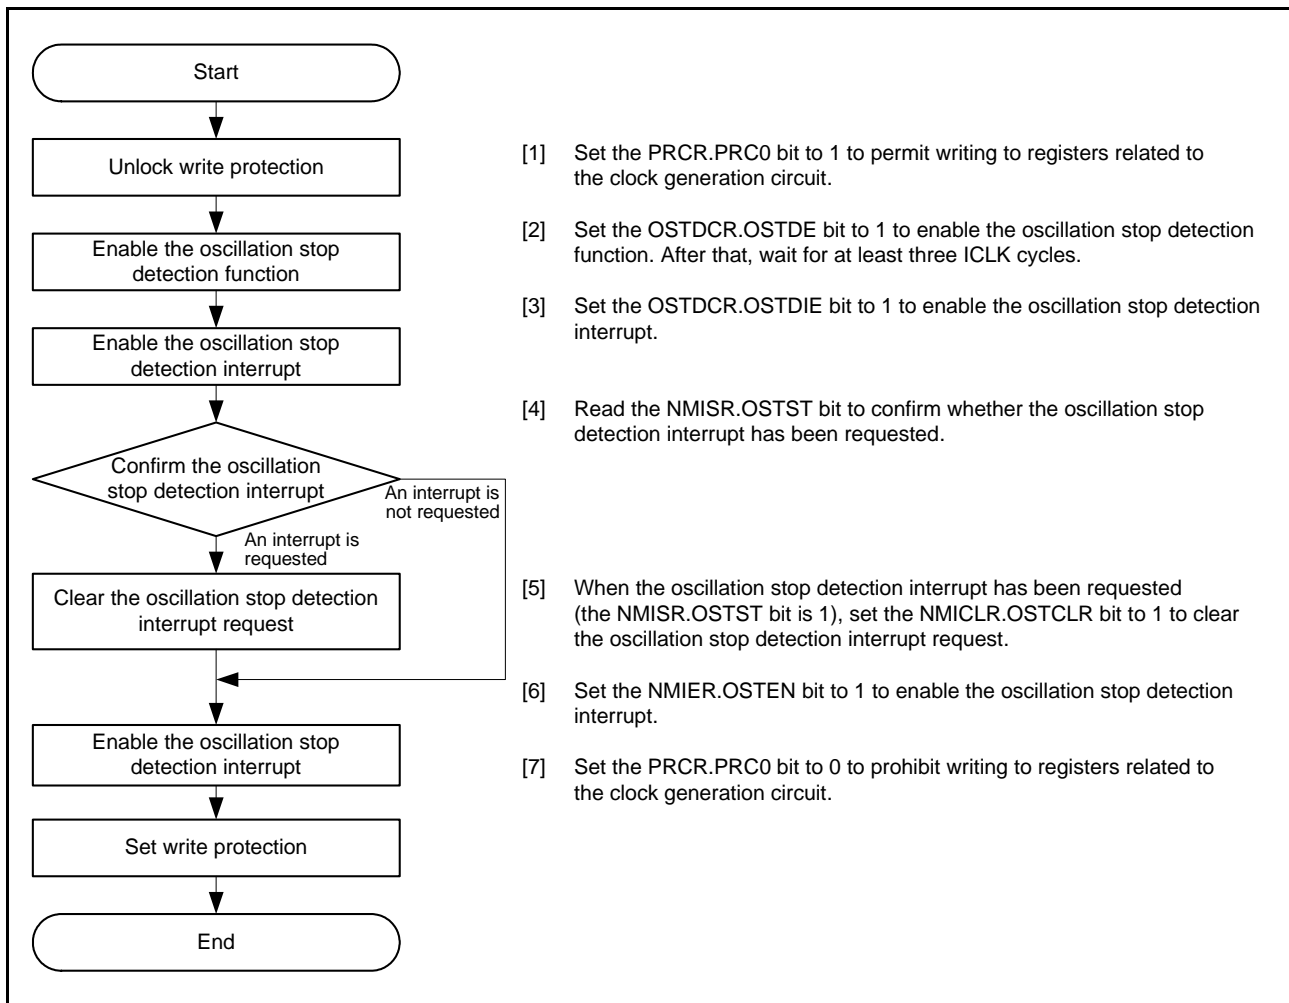 Start
Unlock write protection
Enable the oscillation stop
detection function
Enable the oscillation stop
detection interrupt
Confirm the oscillation
stop detection interrupt
An interrupt is
not requested
An interrupt is
requested
Clear the oscillation stop detection
interrupt request
Enable the oscillation stop
detection interrupt
Set write protection
End
[1] Set the PRCR.PRC0 bit to 1 to permit writing to registers related to
the clock generation circuit.
[2] Set the OSTDCR.OSTDE bit to 1 to enable the oscillation stop detection
function. After that, wait for at least three ICLK cycles.
[3] Set the OSTDCR.OSTDIE bit to 1 to enable the oscillation stop detection
interrupt.
[4] Read the NMISR.OSTST bit to confirm whether the oscillation stop
detection interrupt has been requested.
[5] When the oscillation stop detection interrupt has been requested
(the NMISR.OSTST bit is 1), set the NMICLR.OSTCLR bit to 1 to clear
the oscillation stop detection interrupt request.
[6] Set the NMIER.OSTEN bit to 1 to enable the oscillation stop detection
interrupt.
[7] Set the PRCR.PRC0 bit to 0 to prohibit writing to registers related to
the clock generation circuit.